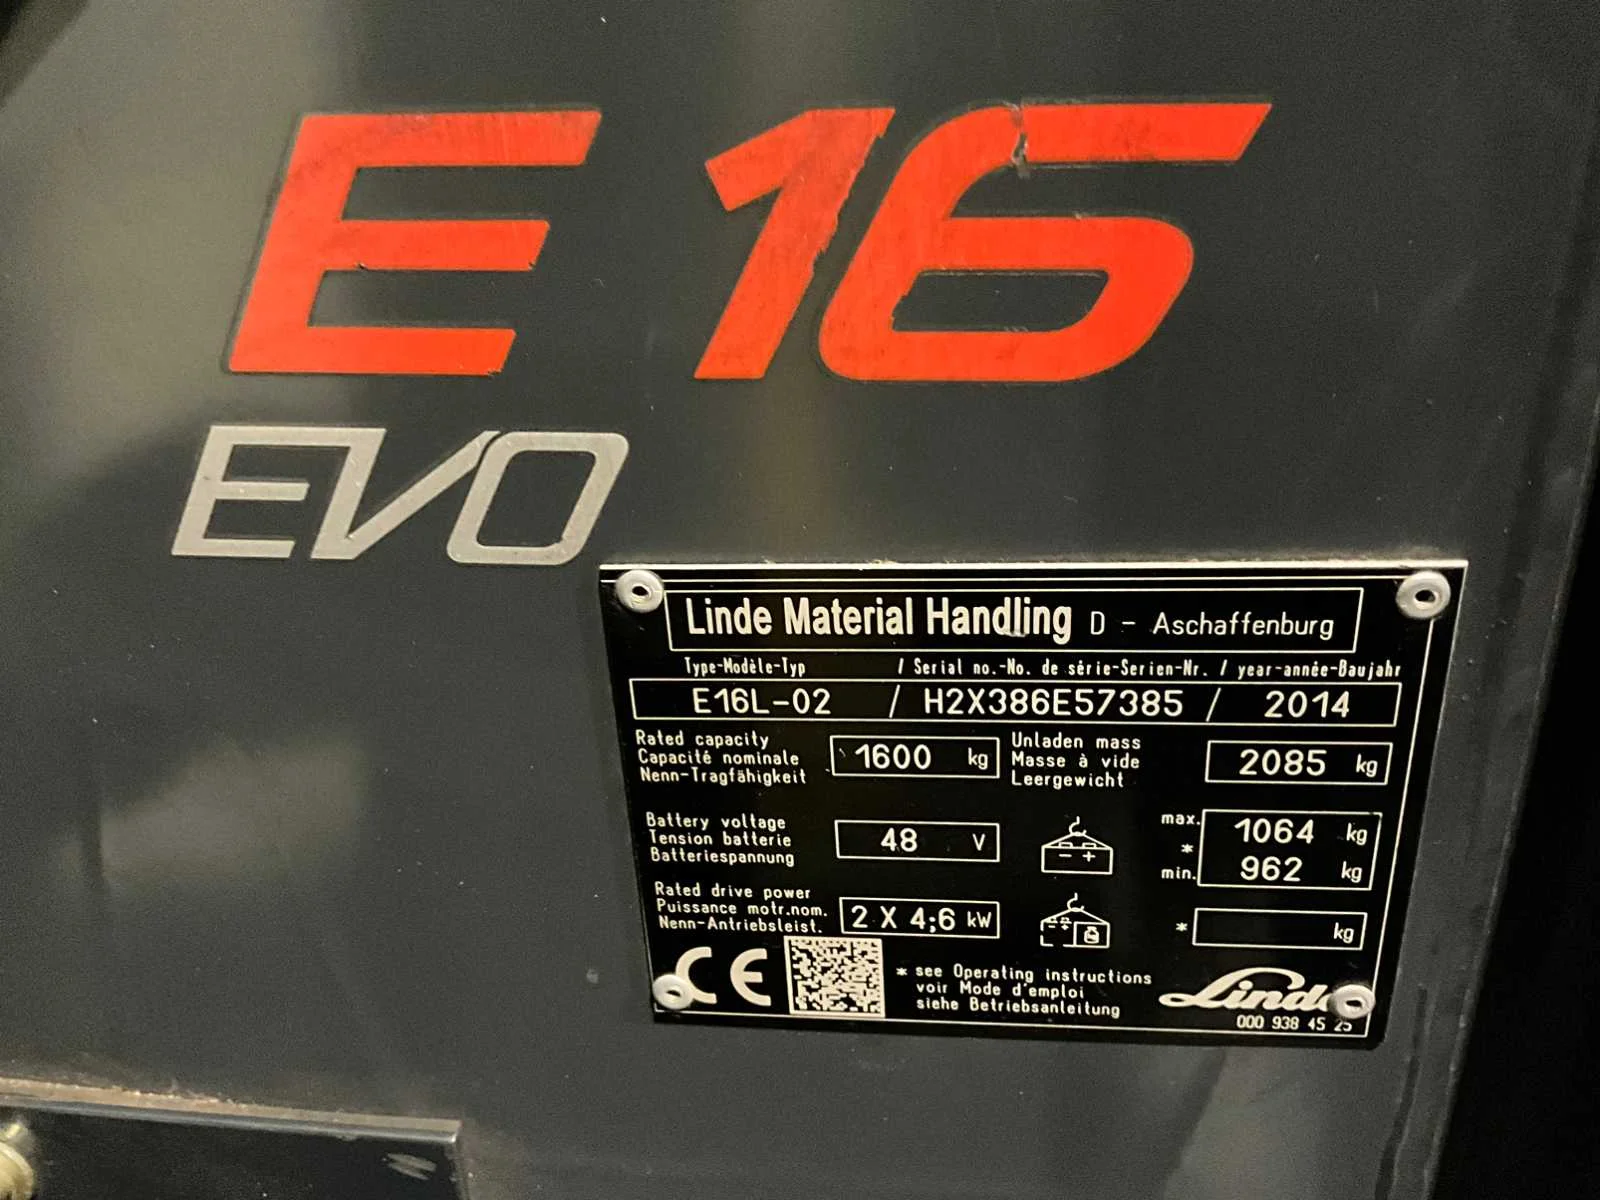 E 16
EVO
Linde Material Handling D - Aschaffenburg
Type-Modèle-Typ / Serial no.-No. de série-Serien-Nr. / year-année-Baujahr
E16L-02 / H2X386E57385 / 2014
Rated capacity
Capacité nominale
Nenn-Tragfähigkeit
1600 kg
Unladen mass
Masse à vide
Leergewicht
2085 kg
Battery voltage
Tension batterie
Batteriespannung
48 V
- +
max. 1064 kg
*
min. 962 kg
Rated drive power
Puissance motr.nom.
Nenn-Antriebsleist.
2 X 4;6 kW
* kg
CE
* see Operating instructions
voir Mode d'emploi
siehe Betriebsanleitung
Linde
000 938 45 25